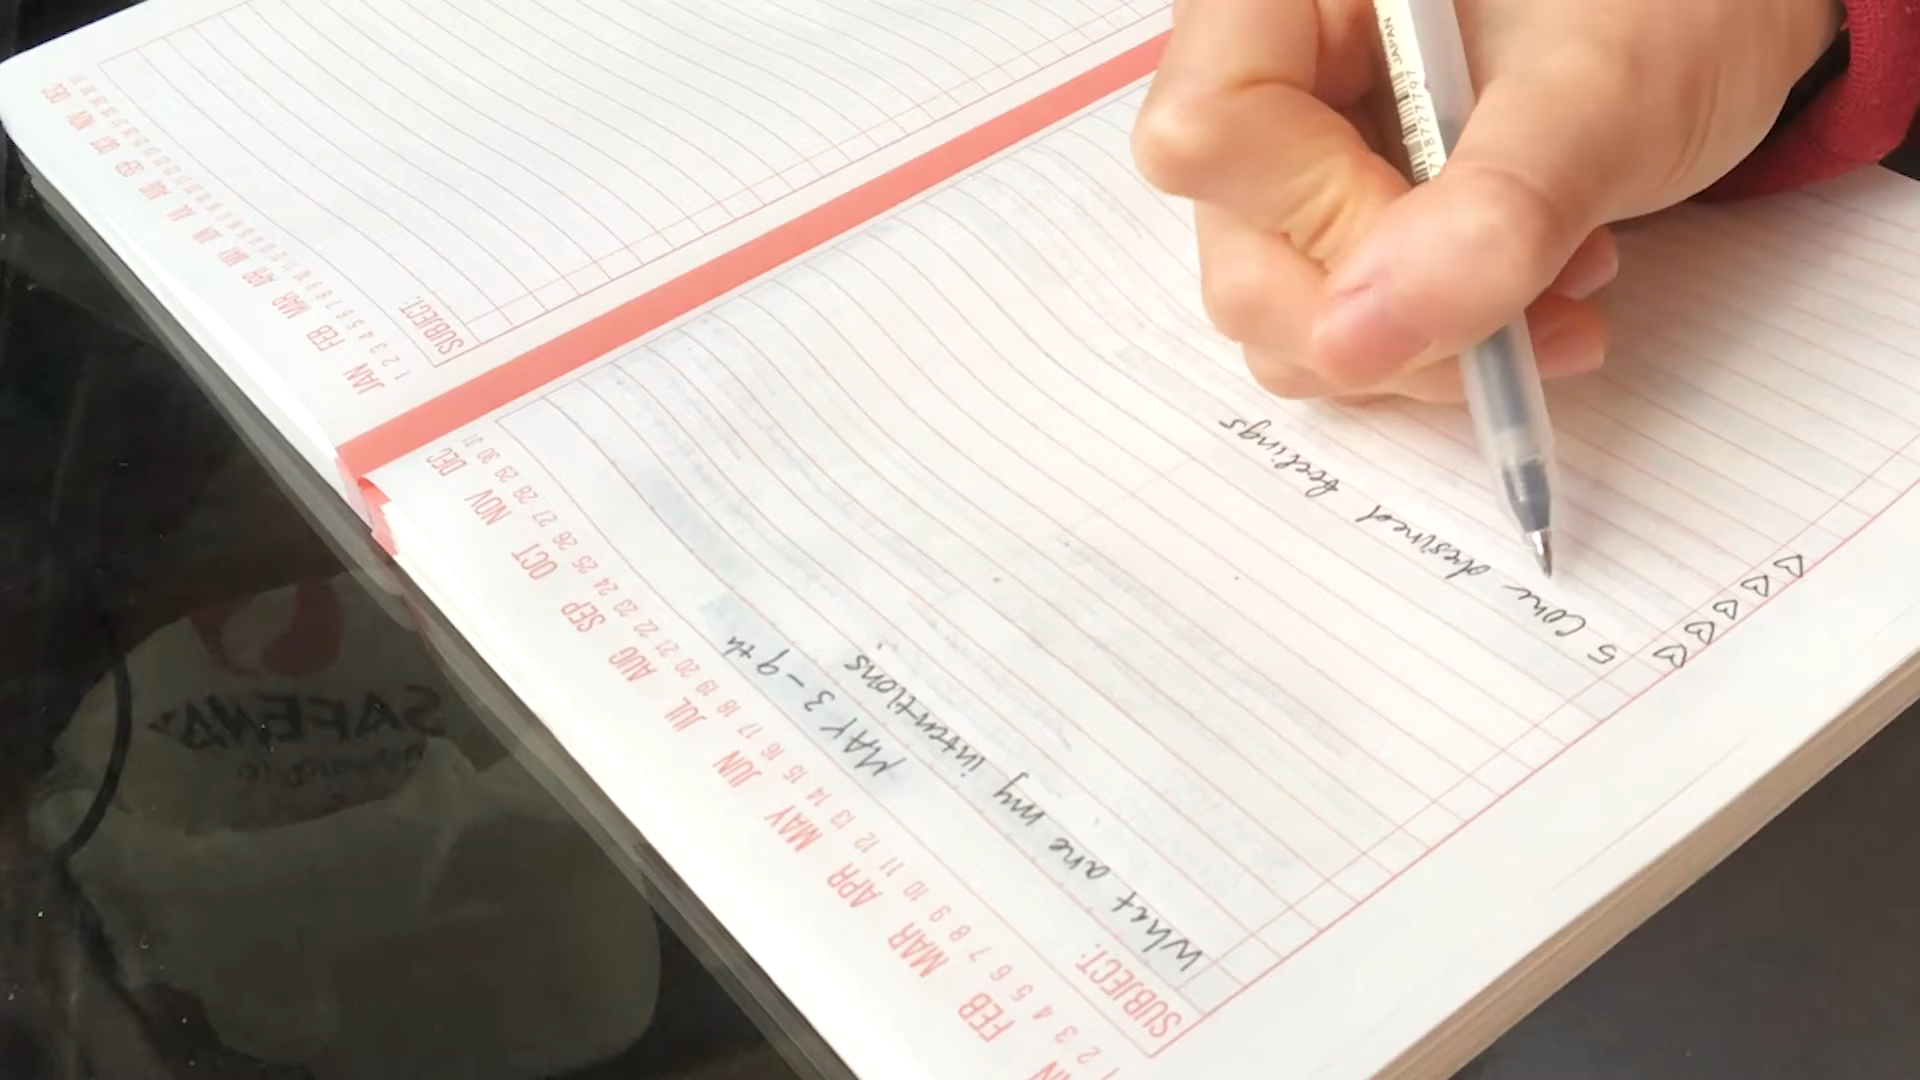 JAN FEB MAR APR MAY JUN JUL AUG SEP OCT NOV DEC
SUBJECT:
FEB MAR APR MAY JUN JUL AUG SEP OCT NOV DEC
1 2 3 4 5 6 7 8 9 10 11 12 13 14 15 16 17 18 19 20 21 22 23 24 25 26 27 28 29 30 31
SUBJECT:
MAY 3-9th
What are my intentions
5 core desired feelings
JAPAN
SAFEWAY